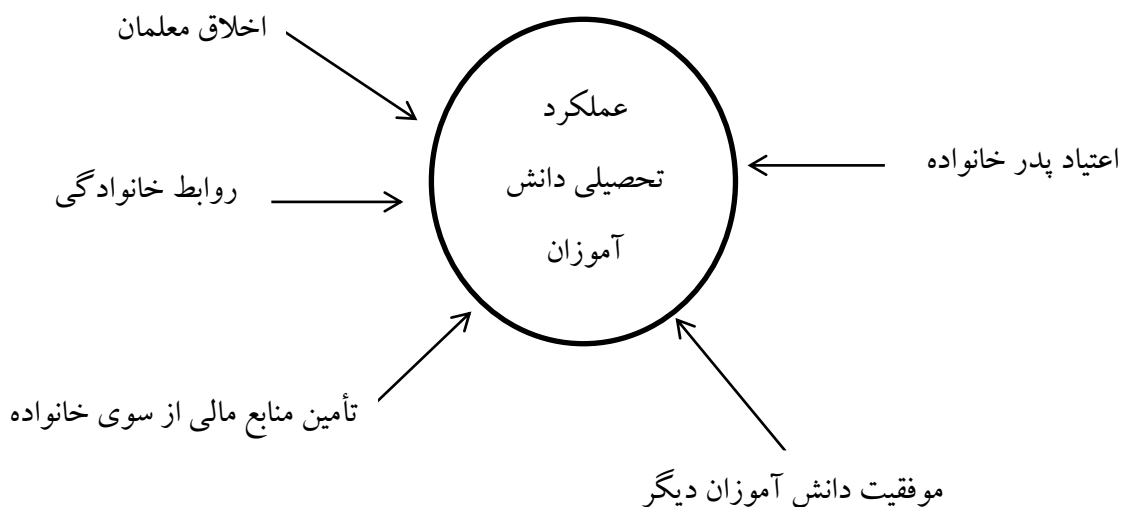 اخلاق معلمان
عملکرد
تحصیلی دانش
آموزان
اعتیاد پدر خانواده
روابط خانوادگی
تأمین منابع مالی از سوی خانواده
موفقیت دانش آموزان دیگر